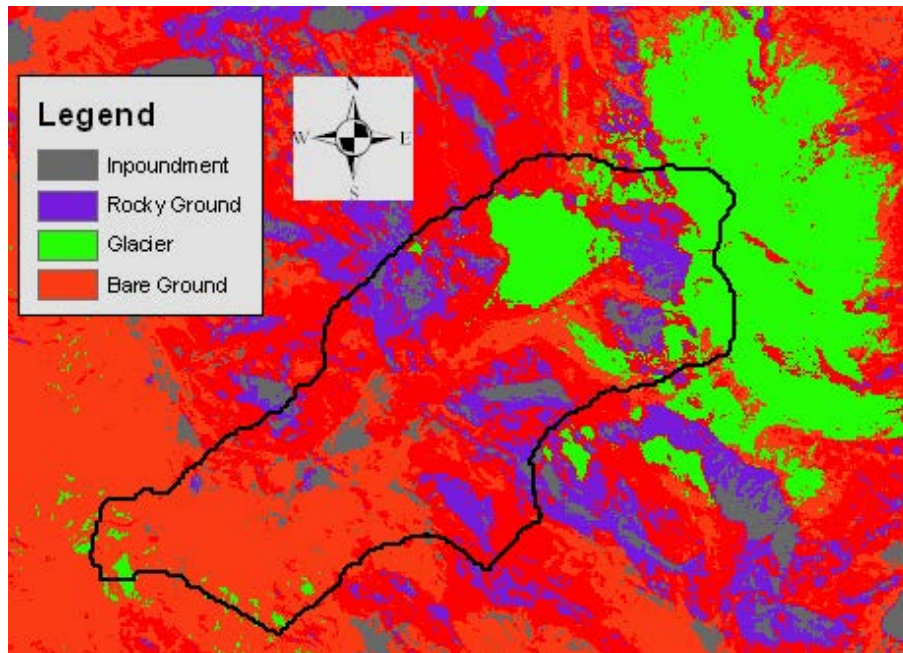 Legend
Inpoundment
Rocky Ground
Glacier
Bare Ground
N
W E
S